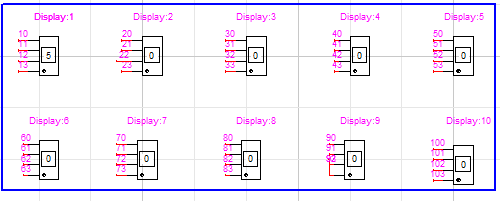 Display:1 Display:2 Display:3 Display:4 Display:5
10 20 30 40 50
11 21 31 41 51
12 5 22 0 32 0 42 0 52 0
13 23 33 43 53
Display:6 Display:7 Display:8 Display:9 Display:10
60 70 80 90 100
61 71 81 91 101
62 0 72 0 82 0 0 102 0
63 73 83 103